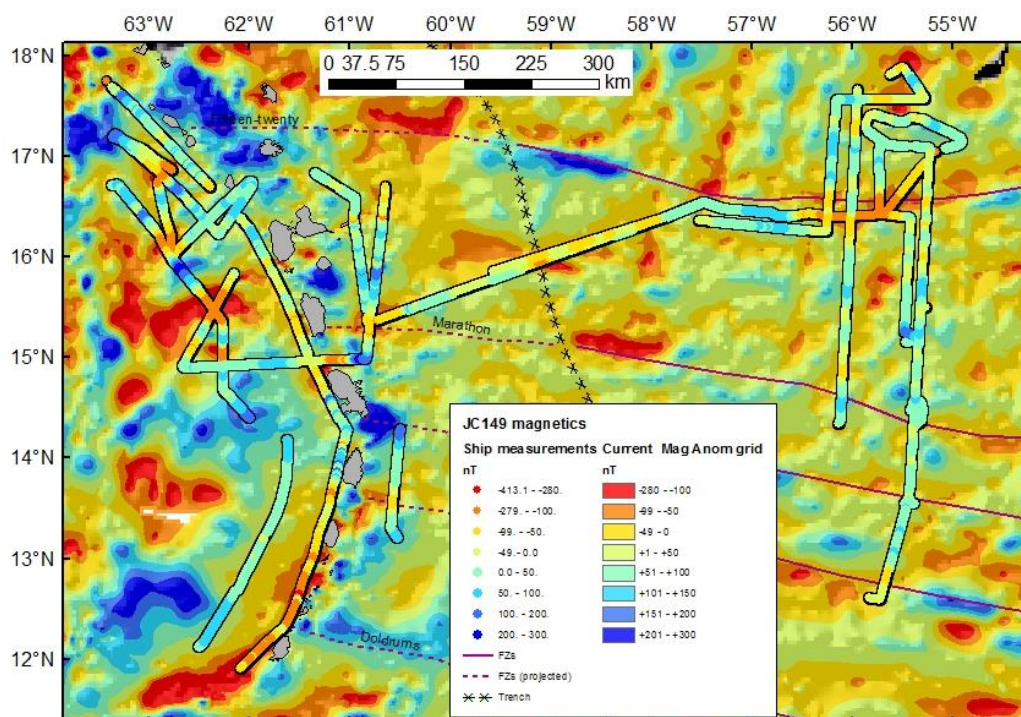 63°W 62°W 61°W 60°W 59°W 58°W 57°W 56°W 55°W
18°N
0 37.5 75 150 225 300
km
Fifteen-twenty
17°N
16°N
Marathon
15°N
14°N
13°N
12°N
Doldrums
JC149 magnetics
Ship measurements Current Mag Anom grid
nT nT
-413.1 - -280. -280 - -100
-279. - -100. -99 - -50
-99. - -50. -49 - 0
-49. - 0.0 +1 - +50
0.0 - 50. +51 - +100
50. - 100. +101 - +150
100. - 200. +151 - +200
200. - 300. +201 - +300
FZs
FZs (projected)
Trench